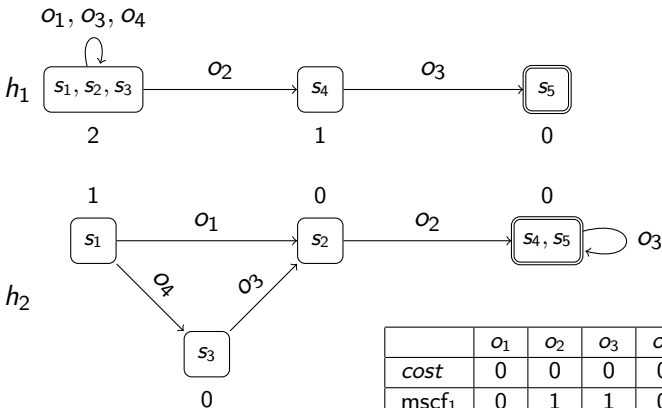 o₁, o₃, o₄
h₁ s₁, s₂, s₃ o₂ s₄ o₃ s₅
2 1 0
1 0 0
s₁ o₁ s₂ o₂ s₄, s₅ o₃
h₂ o₄ o₃
s₃
0
o₁ o₂ o₃
cost 0 0 0
mscf₁ 0 1 1